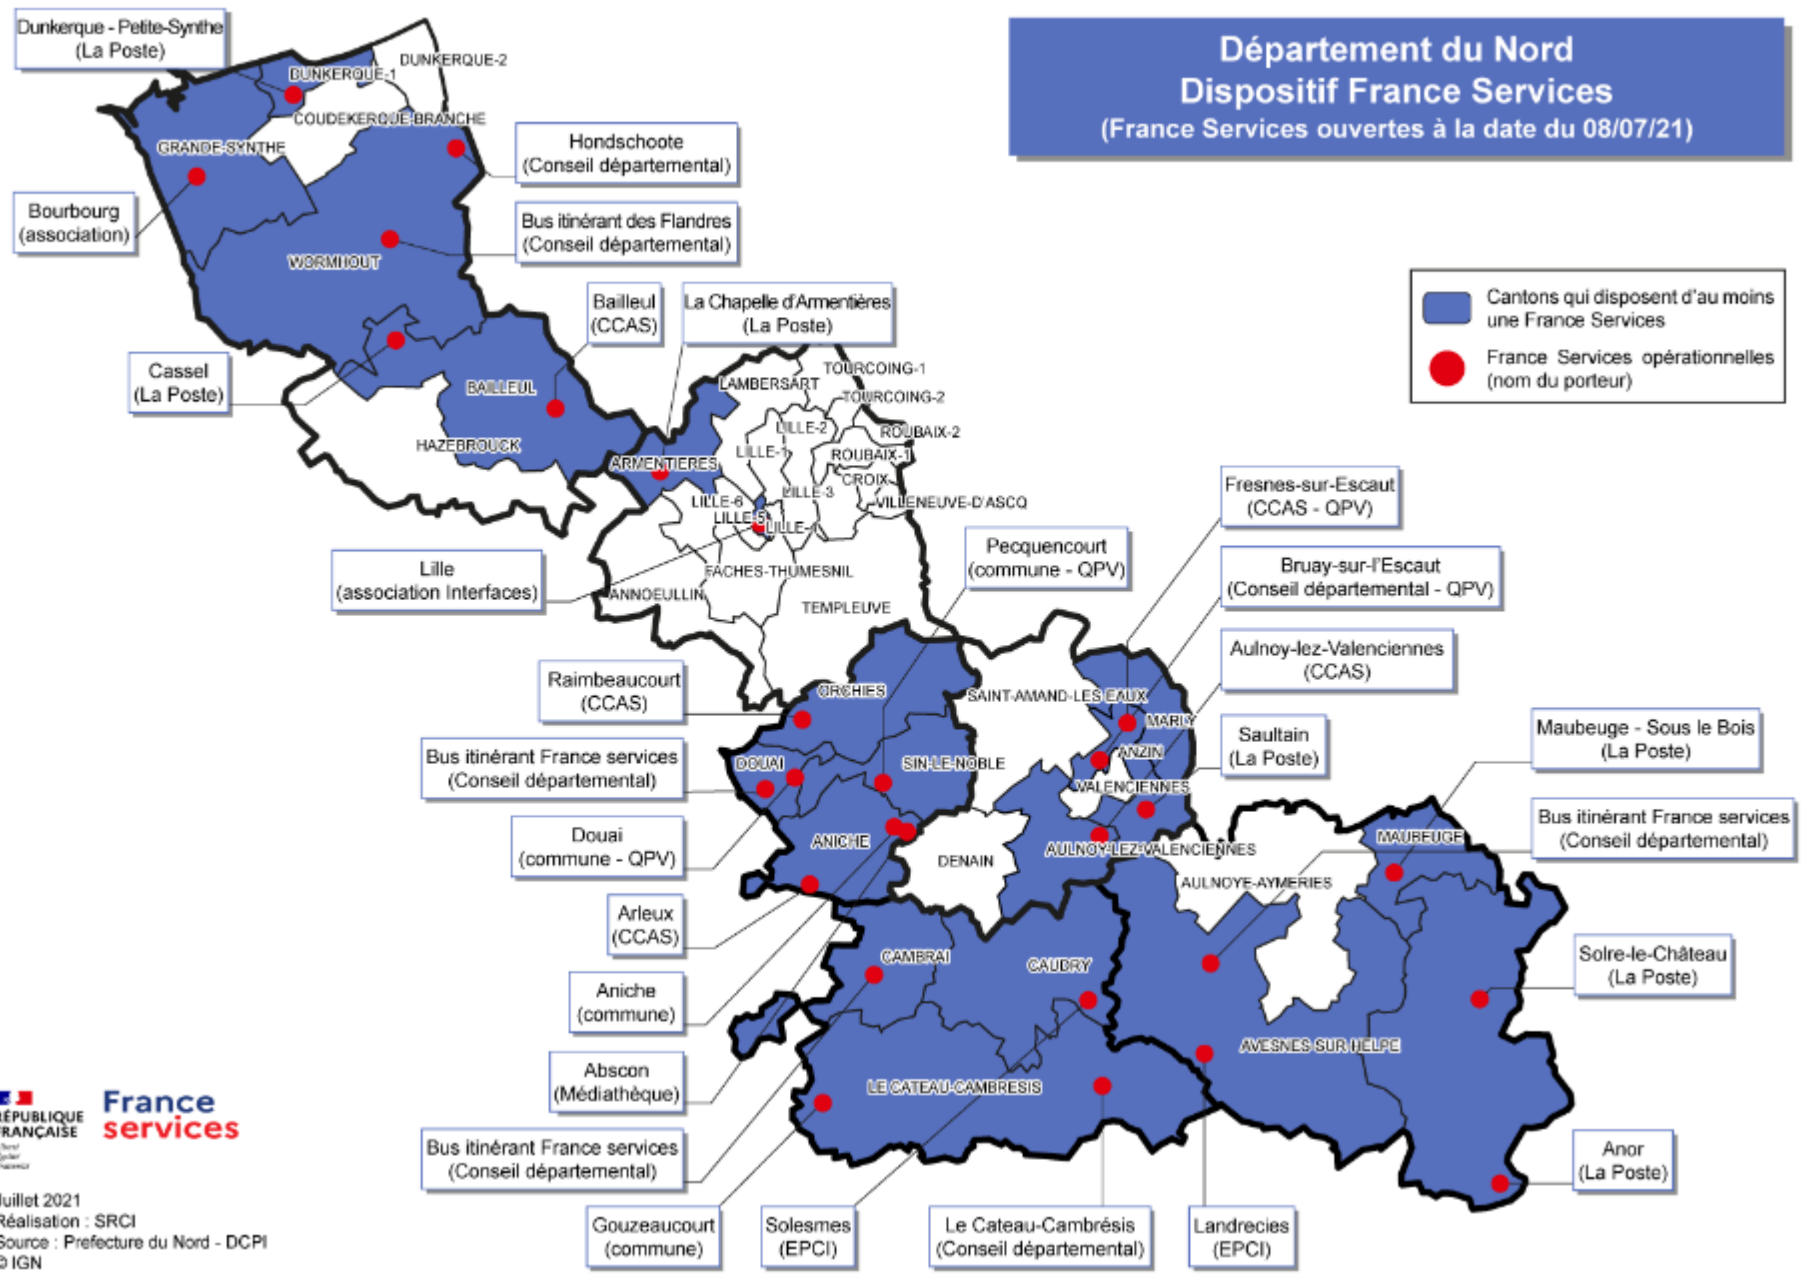 Département du Nord
Dispositif France Services
(France Services ouvertes à la date du 08/07/21)
Dunkerque - Petite-Synthe
(La Poste)
DUNKERQUE-1
DUNKERQUE-2
COUDEKERQUE-BRANCHE
GRANDE-SYNTHE
Hondschoote
(Conseil départemental)
Bourbourg
(association)
Bus itinérant des Flandres
(Conseil départemental)
WORMHOUT
Bailleul
(CCAS)
La Chapelle d'Armentières
(La Poste)
Cantons qui disposent d'au moins
une France Services
France Services opérationnelles
(nom du porteur)
Cassel
(La Poste)
BAILLEUL
HAZEBROUCK
ARMENTIERES
LAMBERSART
TOURCOING-1
TOURCOING-2
ROUBAIX-2
LILLE-2
LILLE-1
ROUBAIX-1
CROIX
LILLE-3
VILLENEUVE-D'ASCQ
LILLE-6
LILLE-5
LILLE-4
Lille
(association Interfaces)
FACHES-THUMESNIL
ANNOEULLIN
TEMPLEUVE
Pecquencourt
(commune - QPV)
Fresnes-sur-Escaut
(CCAS - QPV)
Bruay-sur-l'Escaut
(Conseil départemental - QPV)
Aulnoy-lez-Valenciennes
(CCAS)
Raimbeaucourt
(CCAS)
ORCHIES
SAINT-AMAND-LES EAUX
MARLY
Saultain
(La Poste)
Maubeuge - Sous le Bois
(La Poste)
Bus itinérant France services
(Conseil départemental)
DOUAI
SIN-LE-NOBLE
ANZIN
VALENCIENNES
Bus itinérant France services
(Conseil départemental)
Douai
(commune - QPV)
ANICHE
DENAIN
AULNOY-LEZ-VALENCIENNES
MAUBEUGE
AULNOYE-AYMERIES
Arleux
(CCAS)
CAMBRAI
CAUDRY
Solre-le-Château
(La Poste)
Aniche
(commune)
AVESNES-SUR-HELPE
Abscon
(Médiathèque)
LE CATEAU-CAMBRESIS
Bus itinérant France services
(Conseil départemental)
Anor
(La Poste)
Gouzeaucourt
(commune)
Solesmes
(EPCI)
Le Cateau-Cambrésis
(Conseil départemental)
Landrecies
(EPCI)
RÉPUBLIQUE
FRANÇAISE
France
services
Juillet 2021
Réalisation : SRCI
Source : Prefecture du Nord - DCPI
© IGN